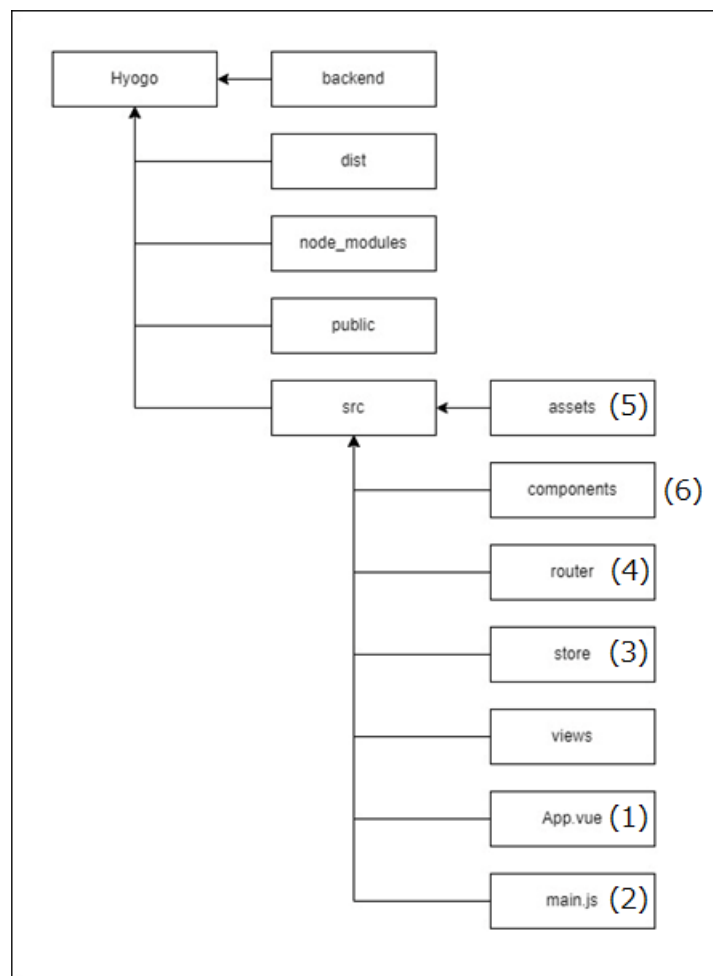 Hyogo
backend
dist
node_modules
public
src
assets (5)
components (6)
router (4)
store (3)
views
App.vue (1)
main.js (2)